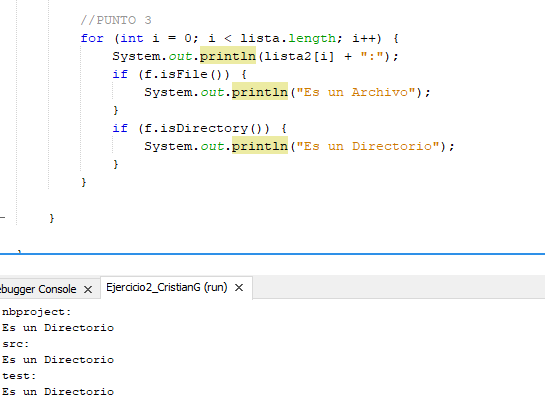 //PUNTO 3
for (int i = 0; i < lista.length; i++) {
System.out.println(lista2[i] + ":");
if (f.isFile()) {
System.out.println("Es un Archivo");
}
if (f.isDirectory()) {
System.out.println("Es un Directorio");
}
}
}
ebugger Console × Ejercicio2_CristianG (run) ×
nbproject:
Es un Directorio
src:
Es un Directorio
test:
Es un Directorio